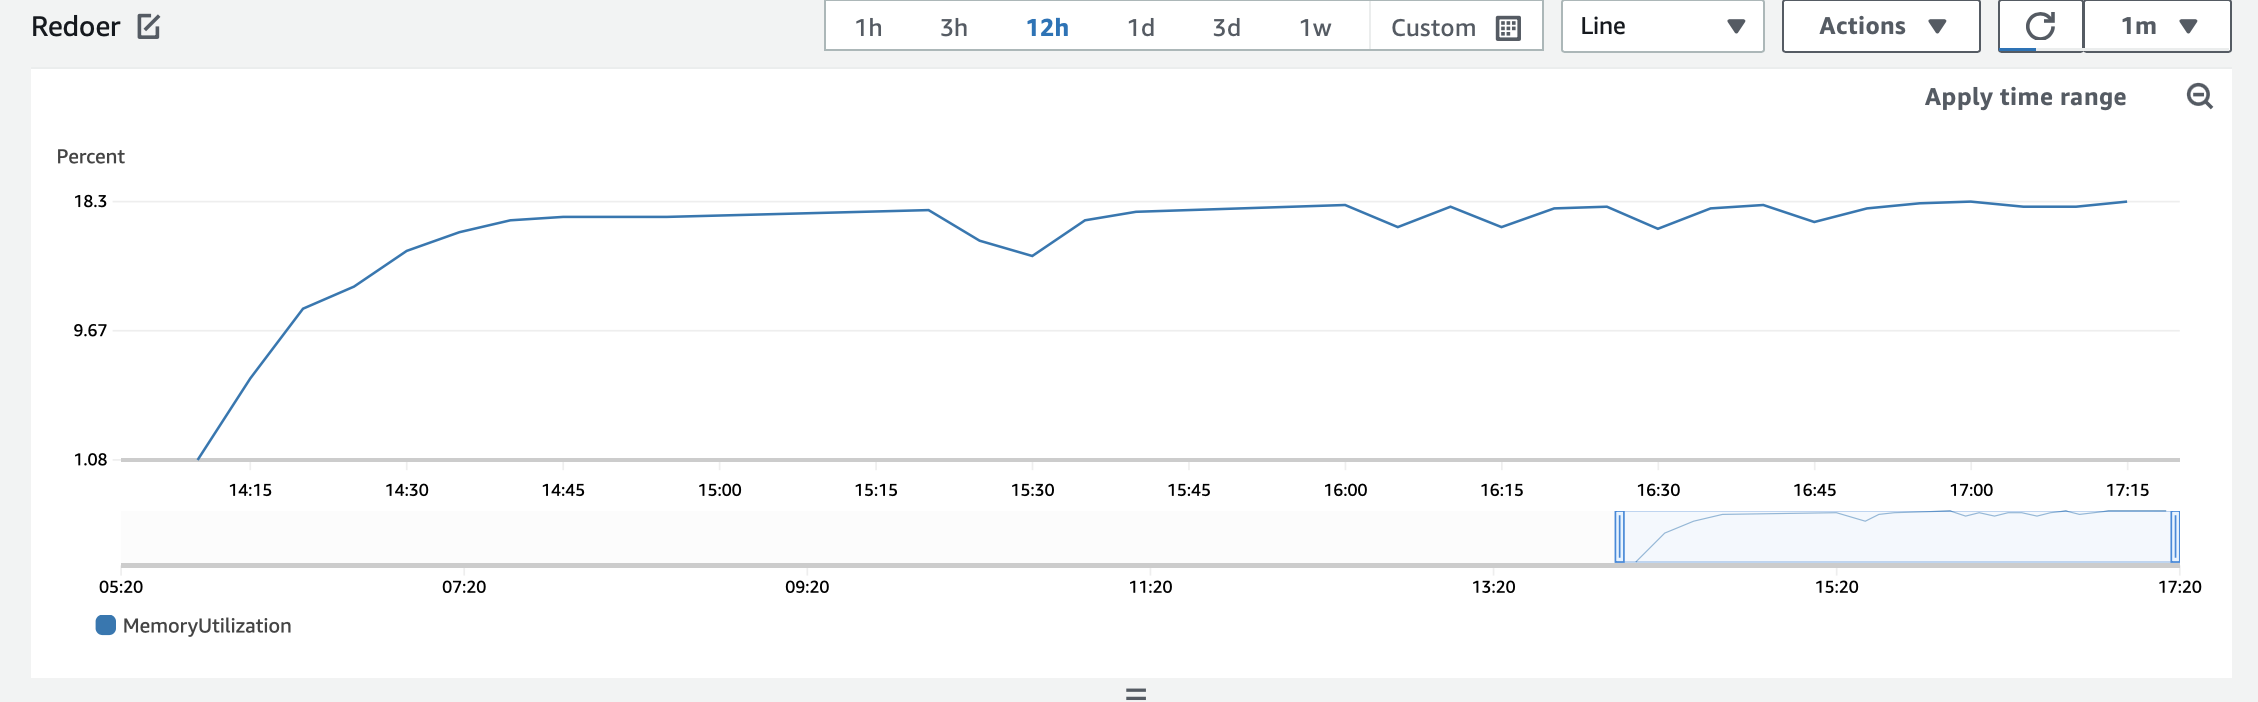 Redoer 1h 3h 12h 1d 3d 1w Custom Line Actions 1m
Apply time range
Percent
18.3
9.67
1.08
14:15 14:30 14:45 15:00 15:15 15:30 15:45 16:00 16:15 16:30 16:45 17:00 17:15
05:20 07:20 09:20 11:20 13:20 15:20 17:20
MemoryUtilization